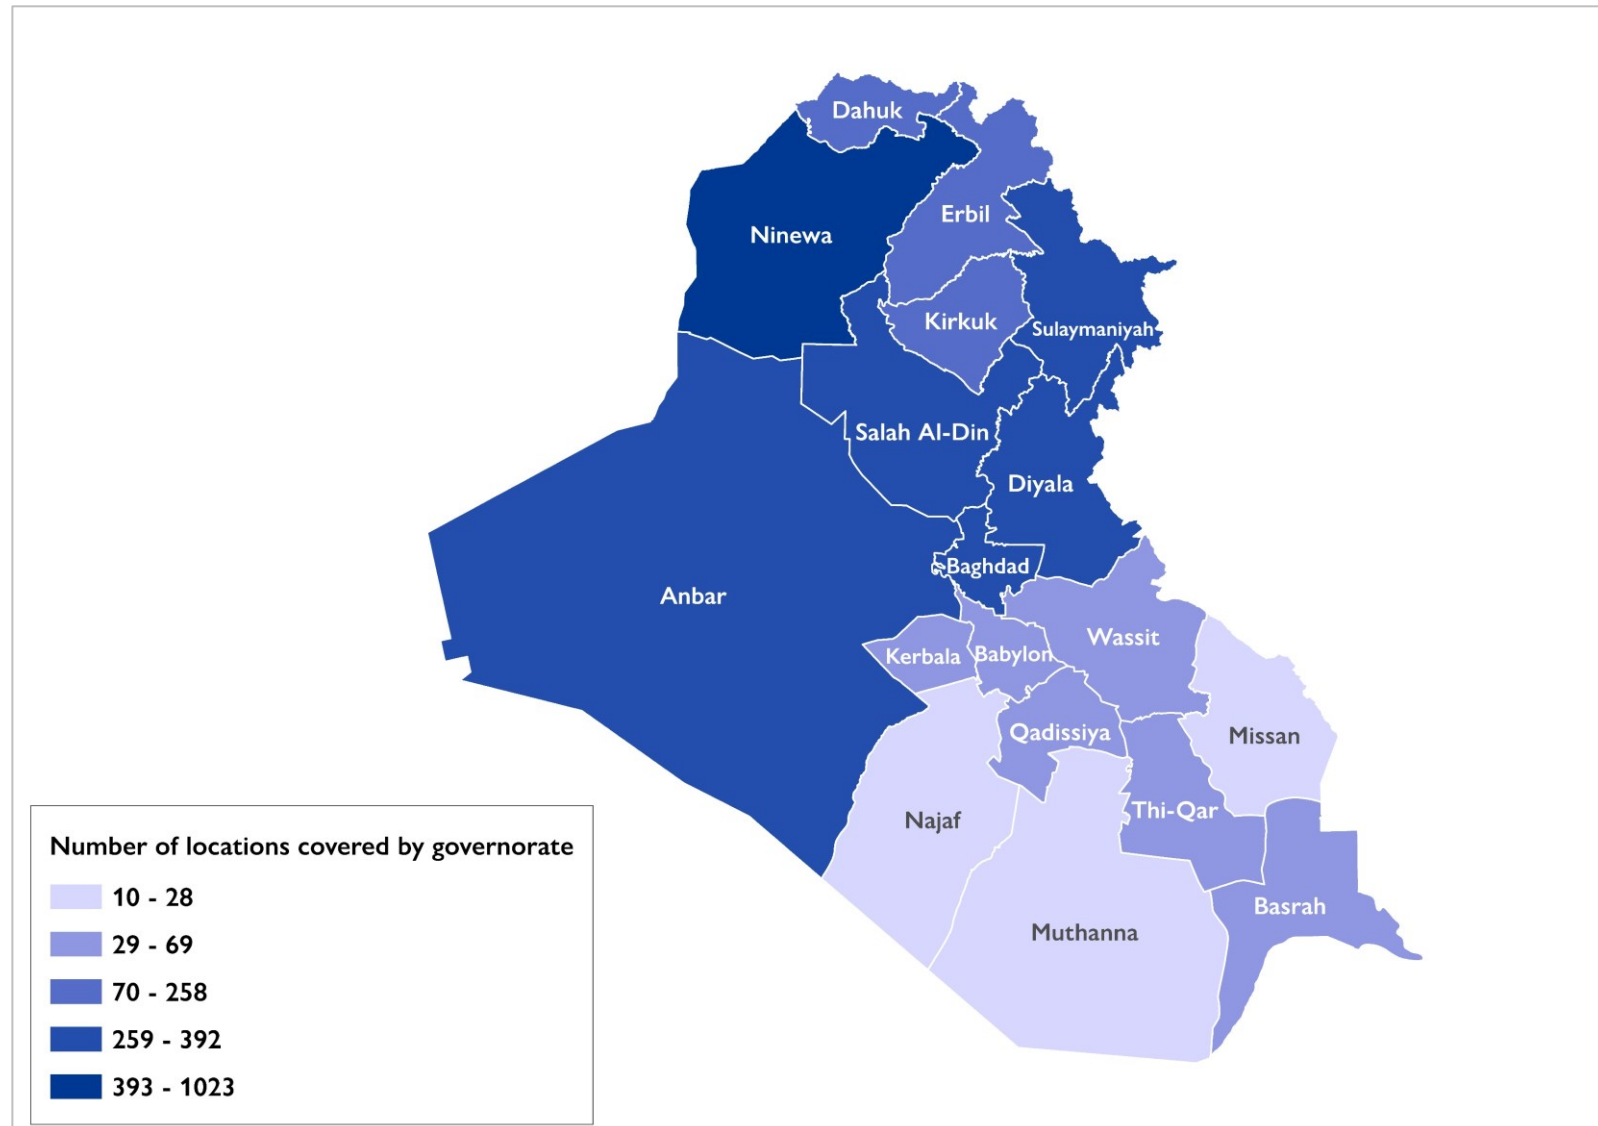 Dahuk
Erbil
Ninewa
Kirkuk
Sulaymaniyah
Salah Al-Din
Diyala
Baghdad
Anbar
Wassit
Kerbala
Babylon
Qadissiya
Missan
Najaf
Thi-Qar
Basrah
Muthanna
Number of locations covered by governorate
10 - 28
29 - 69
70 - 258
259 - 392
393 - 1023